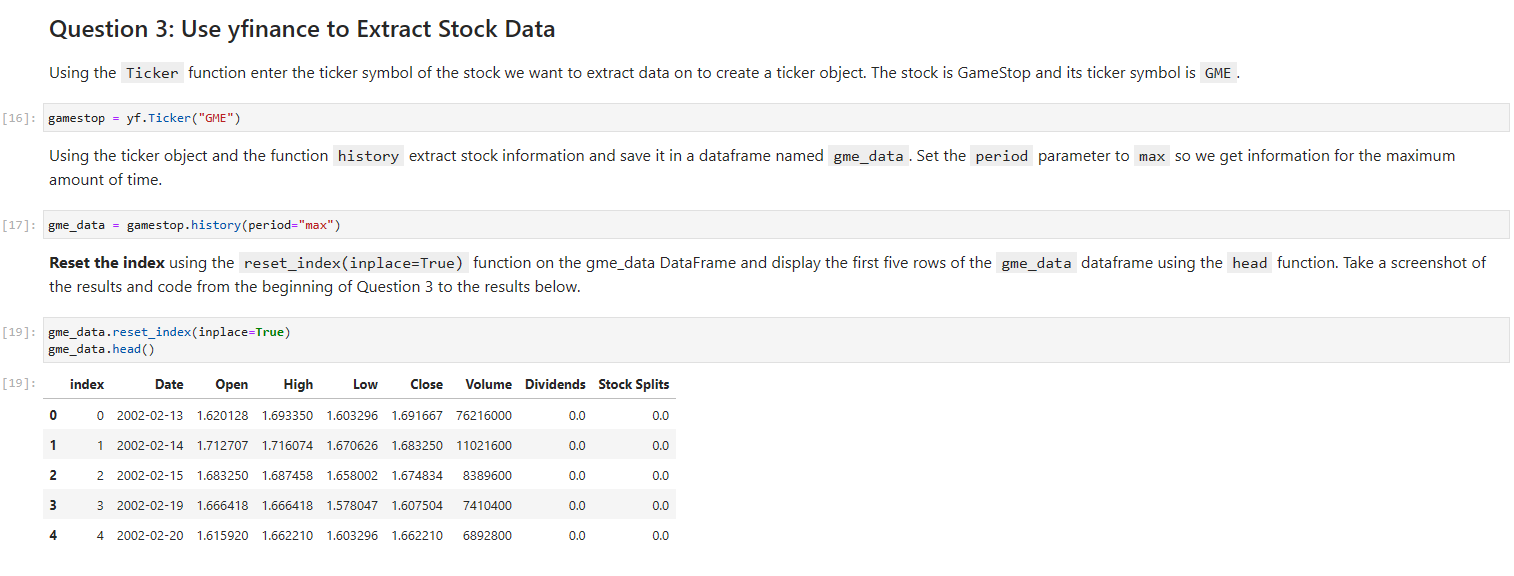 Question 3: Use yfinance to Extract Stock Data
Using the Ticker function enter the ticker symbol of the stock we want to extract data on to create a ticker object. The stock is GameStop and its ticker symbol is GME.
[16]: gamestop = yf.Ticker("GME")
Using the ticker object and the function history extract stock information and save it in a dataframe named gme_data. Set the period parameter to max so we get information for the maximum
amount of time.
[17]: gme_data = gamestop.history(period="max")
Reset the index using the reset_index(inplace=True) function on the gme_data DataFrame and display the first five rows of the gme_data dataframe using the head function. Take a screenshot of
the results and code from the beginning of Question 3 to the results below.
[19]: gme_data.reset_index(inplace=True)
gme_data.head()
[19]: index Date Open High Low Close Volume Dividends Stock Splits
0 0 2002-02-13 1.620128 1.693350 1.603296 1.691667 76216000 0.0 0.0
1 1 2002-02-14 1.712707 1.716074 1.670626 1.683250 11021600 0.0 0.0
2 2 2002-02-15 1.683250 1.687458 1.658002 1.674834 8389600 0.0 0.0
3 3 2002-02-19 1.666418 1.666418 1.578047 1.607504 7410400 0.0 0.0
4 4 2002-02-20 1.615920 1.662210 1.603296 1.662210 6892800 0.0 0.0